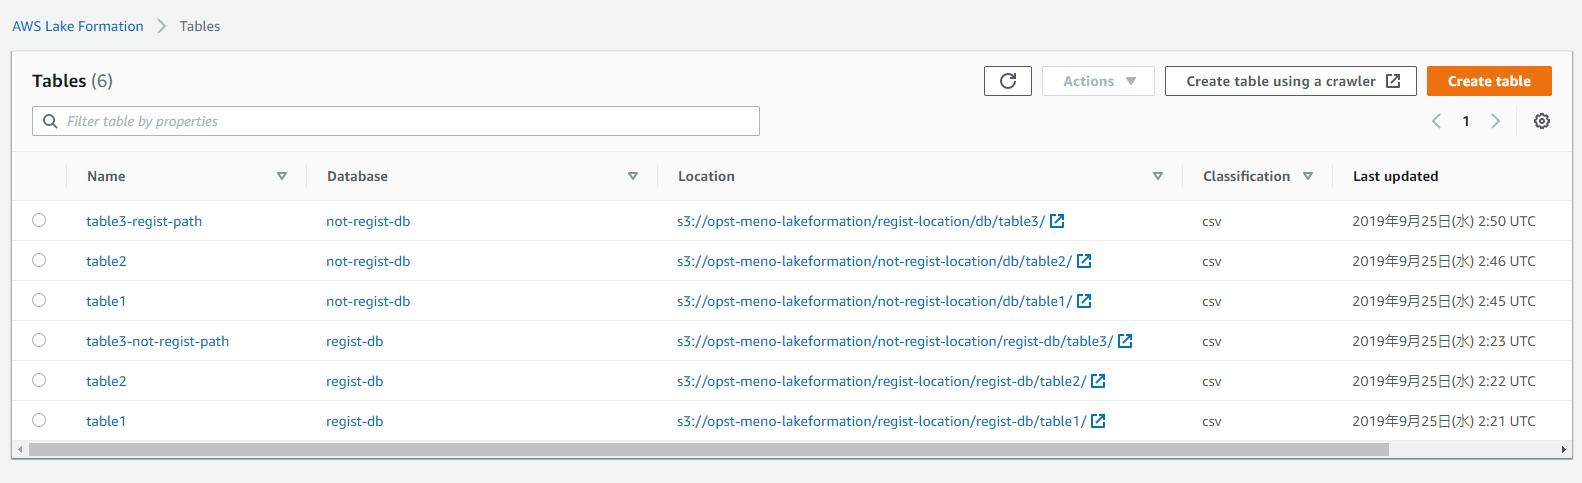 AWS Lake Formation > Tables
Tables (6)
Actions
Create table using a crawler
Create table
Filter table by properties
1
Name Database Location Classification Last updated
table3-regist-path not-regist-db s3://opst-meno-lakeformation/regist-location/db/table3/ csv 2019年9月25日(水) 2:50 UTC
table2 not-regist-db s3://opst-meno-lakeformation/not-regist-location/db/table2/ csv 2019年9月25日(水) 2:46 UTC
table1 not-regist-db s3://opst-meno-lakeformation/not-regist-location/db/table1/ csv 2019年9月25日(水) 2:45 UTC
table3-not-regist-path regist-db s3://opst-meno-lakeformation/not-regist-location/regist-db/table3/ csv 2019年9月25日(水) 2:23 UTC
table2 regist-db s3://opst-meno-lakeformation/regist-location/regist-db/table2/ csv 2019年9月25日(水) 2:22 UTC
table1 regist-db s3://opst-meno-lakeformation/regist-location/regist-db/table1/ csv 2019年9月25日(水) 2:21 UTC